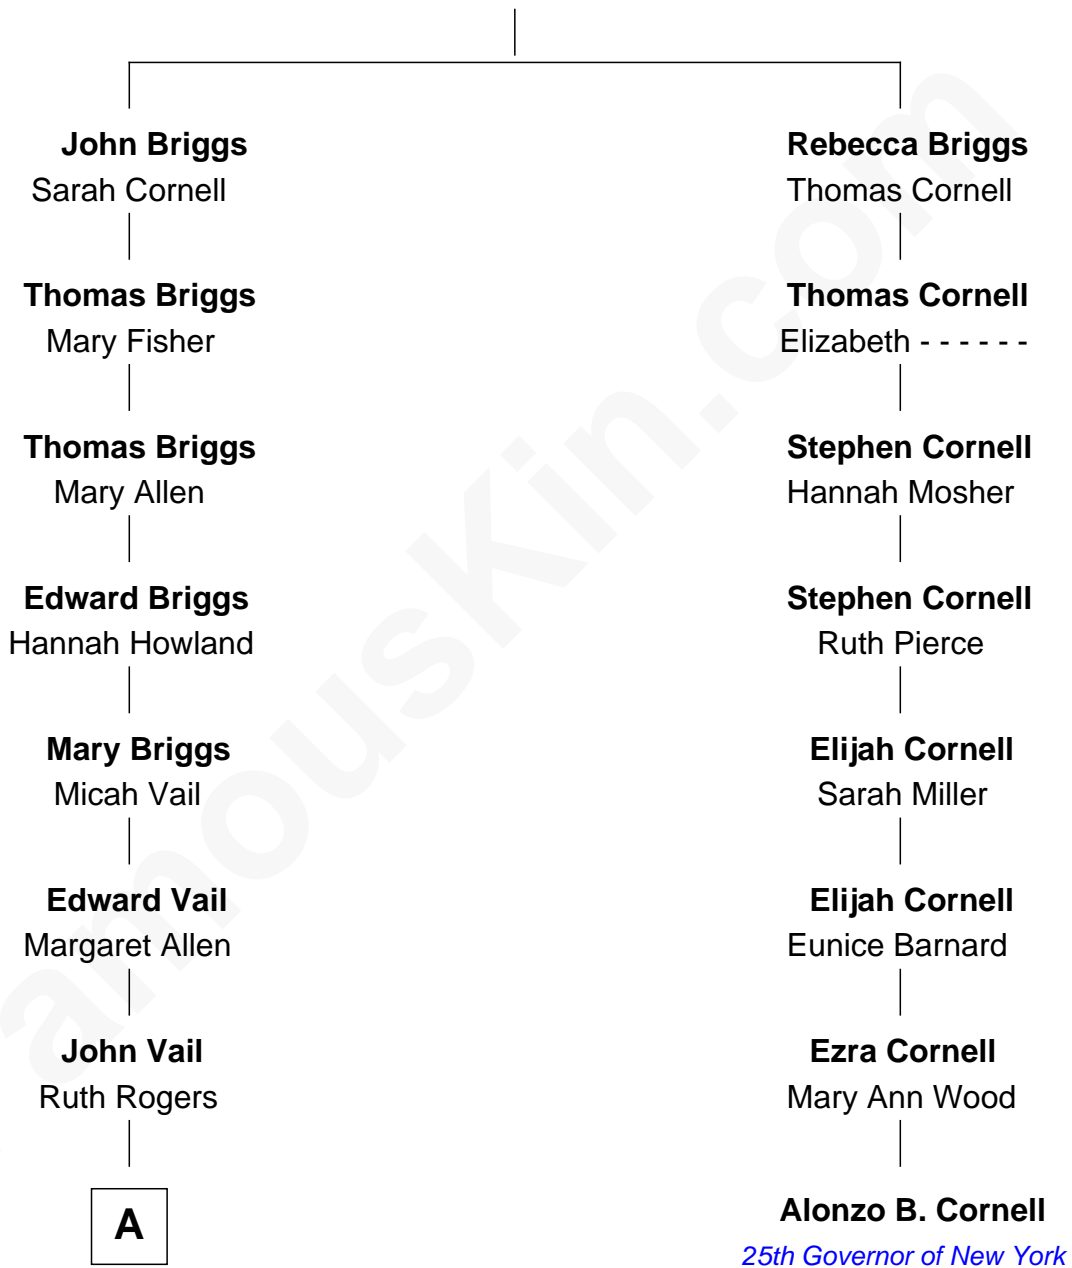 John Briggs
Sarah Cornell
Thomas Briggs
Mary Fisher
Thomas Briggs
Mary Allen
Edward Briggs
Hannah Howland
Mary Briggs
Micah Vail
Edward Vail
Margaret Allen
John Vail
Ruth Rogers
A
Rebecca Briggs
Thomas Cornell
Thomas Cornell
Elizabeth - - - - - -
Stephen Cornell
Hannah Mosher
Stephen Cornell
Ruth Pierce
Elijah Cornell
Sarah Miller
Elijah Cornell
Eunice Barnard
Ezra Cornell
Mary Ann Wood
Alonzo B. Cornell
25th Governor of New York
amousKin.com